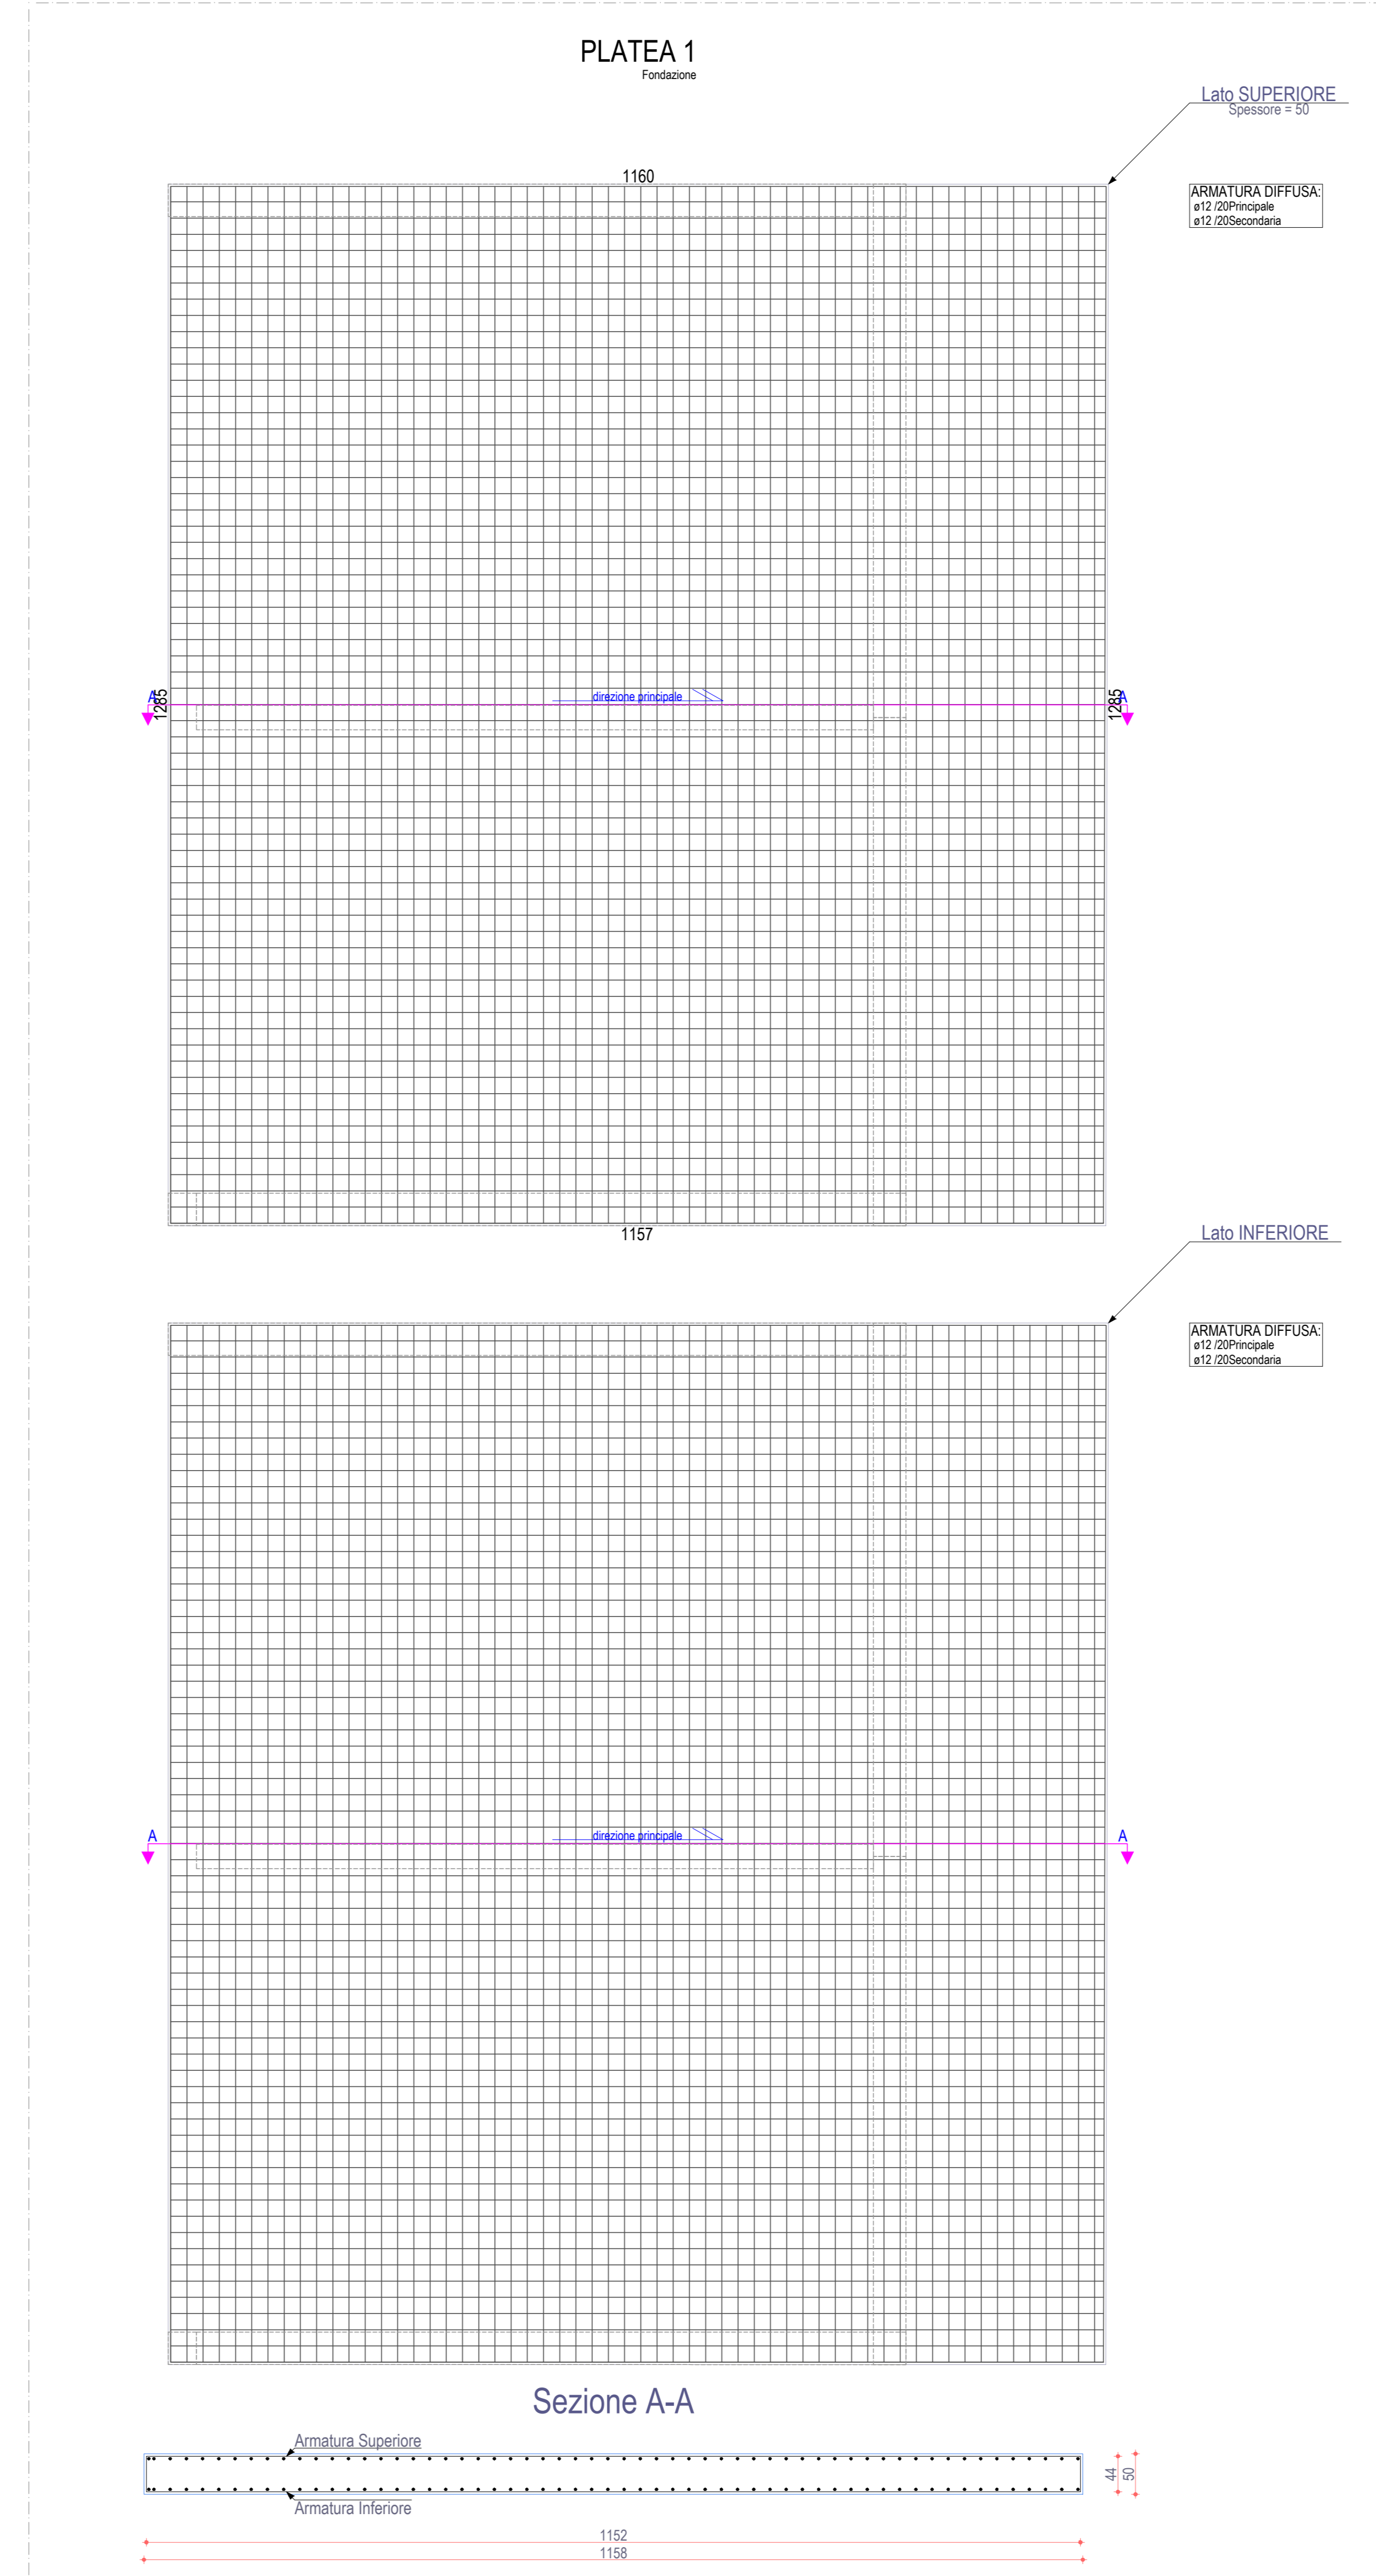 PLATEA 1
Fondazione
Lato SUPERIORE
Spessore = 50
1160
ARMATURA DIFFUSA:
ø12 /20Principale
ø12 /20Secondaria
direzione principale
A
1285
A
1285
1157
Lato INFERIORE
ARMATURA DIFFUSA:
ø12 /20Principale
ø12 /20Secondaria
direzione principale
A
A
Sezione A-A
Armatura Superiore
44
50
Armatura Inferiore
1152
1158